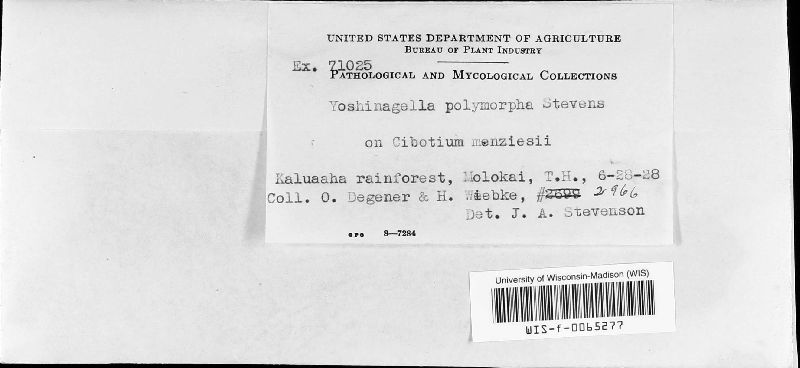 UNITED STATES DEPARTMENT OF AGRICULTURE
BUREAU OF PLANT INDUSTRY
Ex. 71025
PATHOLOGICAL AND MYCOLOGICAL COLLECTIONS
Yoshinagella polymorpha Stevens
on Cibotium menziesii
Kaluaaha rainforest, Molokai, T.H., 6-28-28
Coll. O. Degener & H. Wiebke, #2699 2966
Det. J. A. Stevenson
GPO 8—7284
University of Wisconsin-Madison (WIS)
WIS-f-0065277